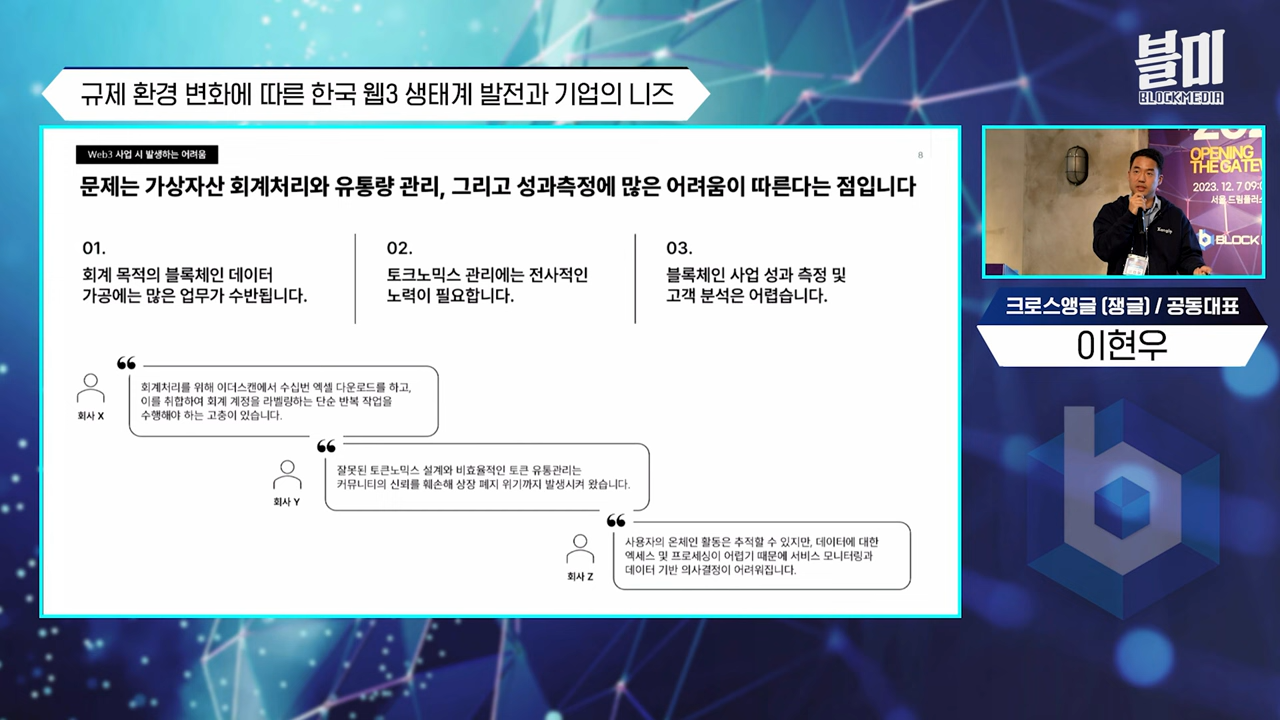 블미
BLOCKMEDIA
규제 환경 변화에 따른 한국 웹3 생태계 발전과 기업의 니즈
Web3 사업 시 발생하는 어려움
8
문제는 가상자산 회계처리와 유통량 관리, 그리고 성과측정에 많은 어려움이 따른다는 점입니다
01.
회계 목적의 블록체인 데이터
가공에는 많은 업무가 수반됩니다.
02.
토크노믹스 관리에는 전사적인
노력이 필요합니다.
03.
블록체인 사업 성과 측정 및
고객 분석은 어렵습니다.
회사 X
회계처리를 위해 이더스캔에서 수십번 엑셀 다운로드를 하고,
이를 취합하여 회계 계정을 라벨링하는 단순 반복 작업을
수행해야 하는 고충이 있습니다.
회사 Y
잘못된 토큰노믹스 설계와 비효율적인 토큰 유통관리는
커뮤니티의 신뢰를 훼손해 상장 폐지 위기까지 발생시켜 왔습니다.
회사 Z
사용자의 온체인 활동은 추적할 수 있지만, 데이터에 대한
엑세스 및 프로세싱이 어렵기 때문에 서비스 모니터링과
데이터 기반 의사결정이 어려워집니다.
OPENING
THE GATEW
2023. 12. 7 09:0
서울 드림플러스
BLOCK
크로스앵글 (쟁글) / 공동대표
이현우